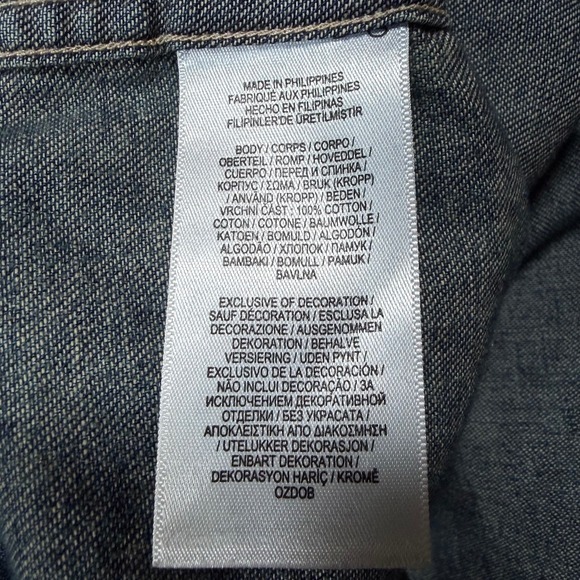 MADE IN PHILIPPINES
FABRIQUÉ AUX PHILIPPINES
HECHO EN FILIPINAS
FILIPINLER'DE ÜRETILMIŞTIR
BODY / CORPS / CORPO /
OBERTEIL / ROMP / HOVEDDEL /
CUERPO / ПЕРЕД И СПИНКА /
КОРПУС / ΣΩΜΑ / BRUK (KROPP)
/ ANVÄND (KROPP) / BEDEN /
VRCHNÍ ČÁST : 100% COTTON /
COTON / COTONE / BAUMWOLLE /
KATOEN / BOMULD / ALGODÓN /
ALGODÃO / ХЛОПОК / ПАМУК /
BAMBAKI / BOMULL / PAMUK /
BAVLNA
EXCLUSIVE OF DECORATION /
SAUF DÉCORATION / ESCLUSA LA
DECORAZIONE / AUSGENOMMEN
DEKORATION / BEHALVE
VERSIERING / UDEN PYNT /
EXCLUSIVO DE LA DECORACIÓN /
NÃO INCLUI DECORAÇÃO / ЗА
ИСКЛЮЧЕНИЕМ ДЕКОРАТИВНОЙ
ОТДЕЛКИ / БЕЗ УКРАСАТА /
ΑΠΟΚΛΕΙΣΤΙΚΗ ΑΠΟ ΔΙΑΚΟΣΜΗΣΗ
/ UTELUKKER DEKORASJON /
ENBART DEKORATION /
DEKORASYON HARİÇ / KROMĚ
OZDOB